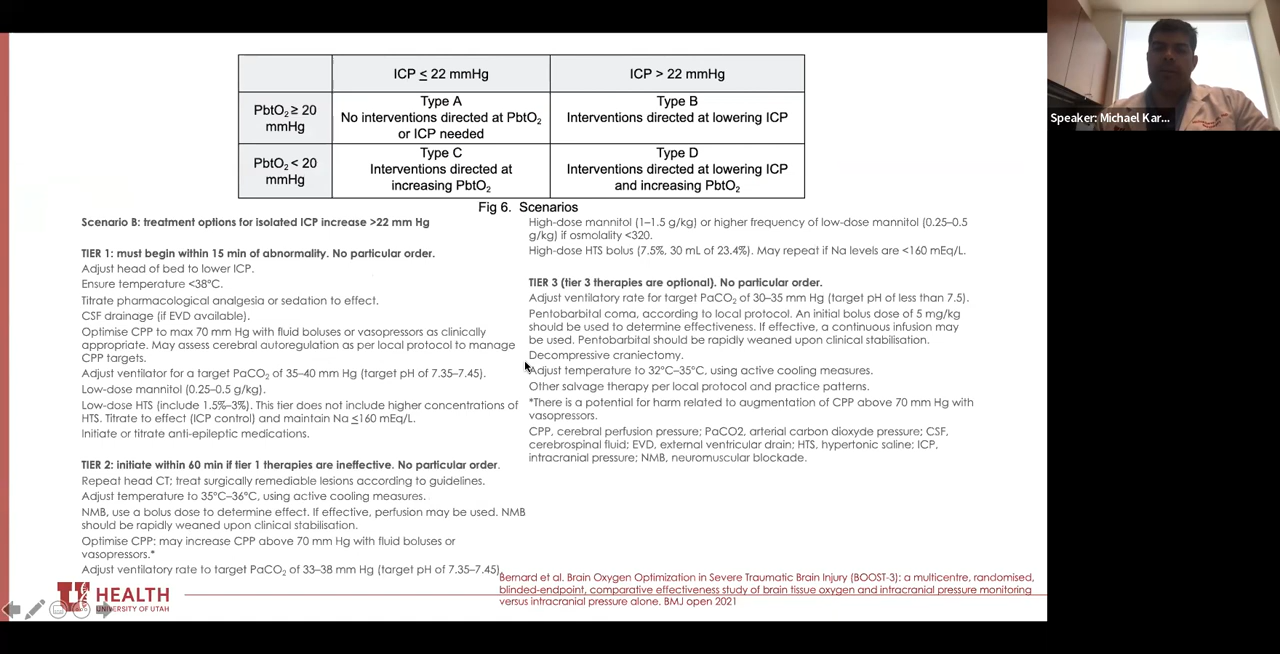 ICP ≤ 22 mmHg
ICP > 22 mmHg
PbtO₂ ≥ 20
mmHg
Type A
No interventions directed at PbtO₂
or ICP needed
Type B
Interventions directed at lowering ICP
PbtO₂ < 20
mmHg
Type C
Interventions directed at
increasing PbtO₂
Type D
Interventions directed at lowering ICP
and increasing PbtO₂
Fig 6. Scenarios
Scenario B: treatment options for isolated ICP increase >22 mm Hg
TIER 1: must begin within 15 min of abnormality. No particular order.
Adjust head of bed to lower ICP.
Ensure temperature <38°C.
Titrate pharmacological analgesia or sedation to effect.
CSF drainage (if EVD available).
Optimise CPP to max 70 mm Hg with fluid boluses or vasopressors as clinically
appropriate. May assess cerebral autoregulation as per local protocol to manage
CPP targets.
Adjust ventilator for a target PaCO₂ of 35–40 mm Hg (target pH of 7.35–7.45).
Low-dose mannitol (0.25–0.5 g/kg).
Low-dose HTS (include 1.5%–3%). This tier does not include higher concentrations of
HTS. Titrate to effect (ICP control) and maintain Na ≤160 mEq/L.
Initiate or titrate anti-epileptic medications.
TIER 2: initiate within 60 min if tier 1 therapies are ineffective. No particular order.
Repeat head CT; treat surgically remediable lesions according to guidelines.
Adjust temperature to 35°C–36°C, using active cooling measures.
NMB, use a bolus dose to determine effect. If effective, perfusion may be used. NMB
should be rapidly weaned upon clinical stabilisation.
Optimise CPP: may increase CPP above 70 mm Hg with fluid boluses or
vasopressors.*
Adjust ventilatory rate to target PaCO₂ of 33–38 mm Hg (target pH of 7.35–7.45).
High-dose mannitol (1–1.5 g/kg) or higher frequency of low-dose mannitol (0.25–0.5
g/kg) if osmolality <320.
High-dose HTS bolus (7.5%, 30 mL of 23.4%). May repeat if Na levels are <160 mEq/L.
TIER 3 (tier 3 therapies are optional). No particular order.
Adjust ventilatory rate for target PaCO₂ of 30–35 mm Hg (target pH of less than 7.5).
Pentobarbital coma, according to local protocol. An initial bolus dose of 5 mg/kg
should be used to determine effectiveness. If effective, a continuous infusion may
be used. Pentobarbital should be rapidly weaned upon clinical stabilisation.
Decompressive craniectomy.
Adjust temperature to 32°C–35°C, using active cooling measures.
Other salvage therapy per local protocol and practice patterns.
*There is a potential for harm related to augmentation of CPP above 70 mm Hg with
vasopressors.
CPP, cerebral perfusion pressure; PaCO2, arterial carbon dioxyde pressure; CSF,
cerebrospinal fluid; EVD, external ventricular drain; HTS, hypertonic saline; ICP,
intracranial pressure; NMB, neuromuscular blockade.
U HEALTH
UNIVERSITY OF UTAH
Bernard et al. Brain Oxygen Optimization in Severe Traumatic Brain Injury (BOOST-3): a multicentre, randomised,
blinded-endpoint, comparative effectiveness study of brain tissue oxygen and intracranial pressure monitoring
versus intracranial pressure alone. BMJ open 2021
Speaker: Michael Kar...